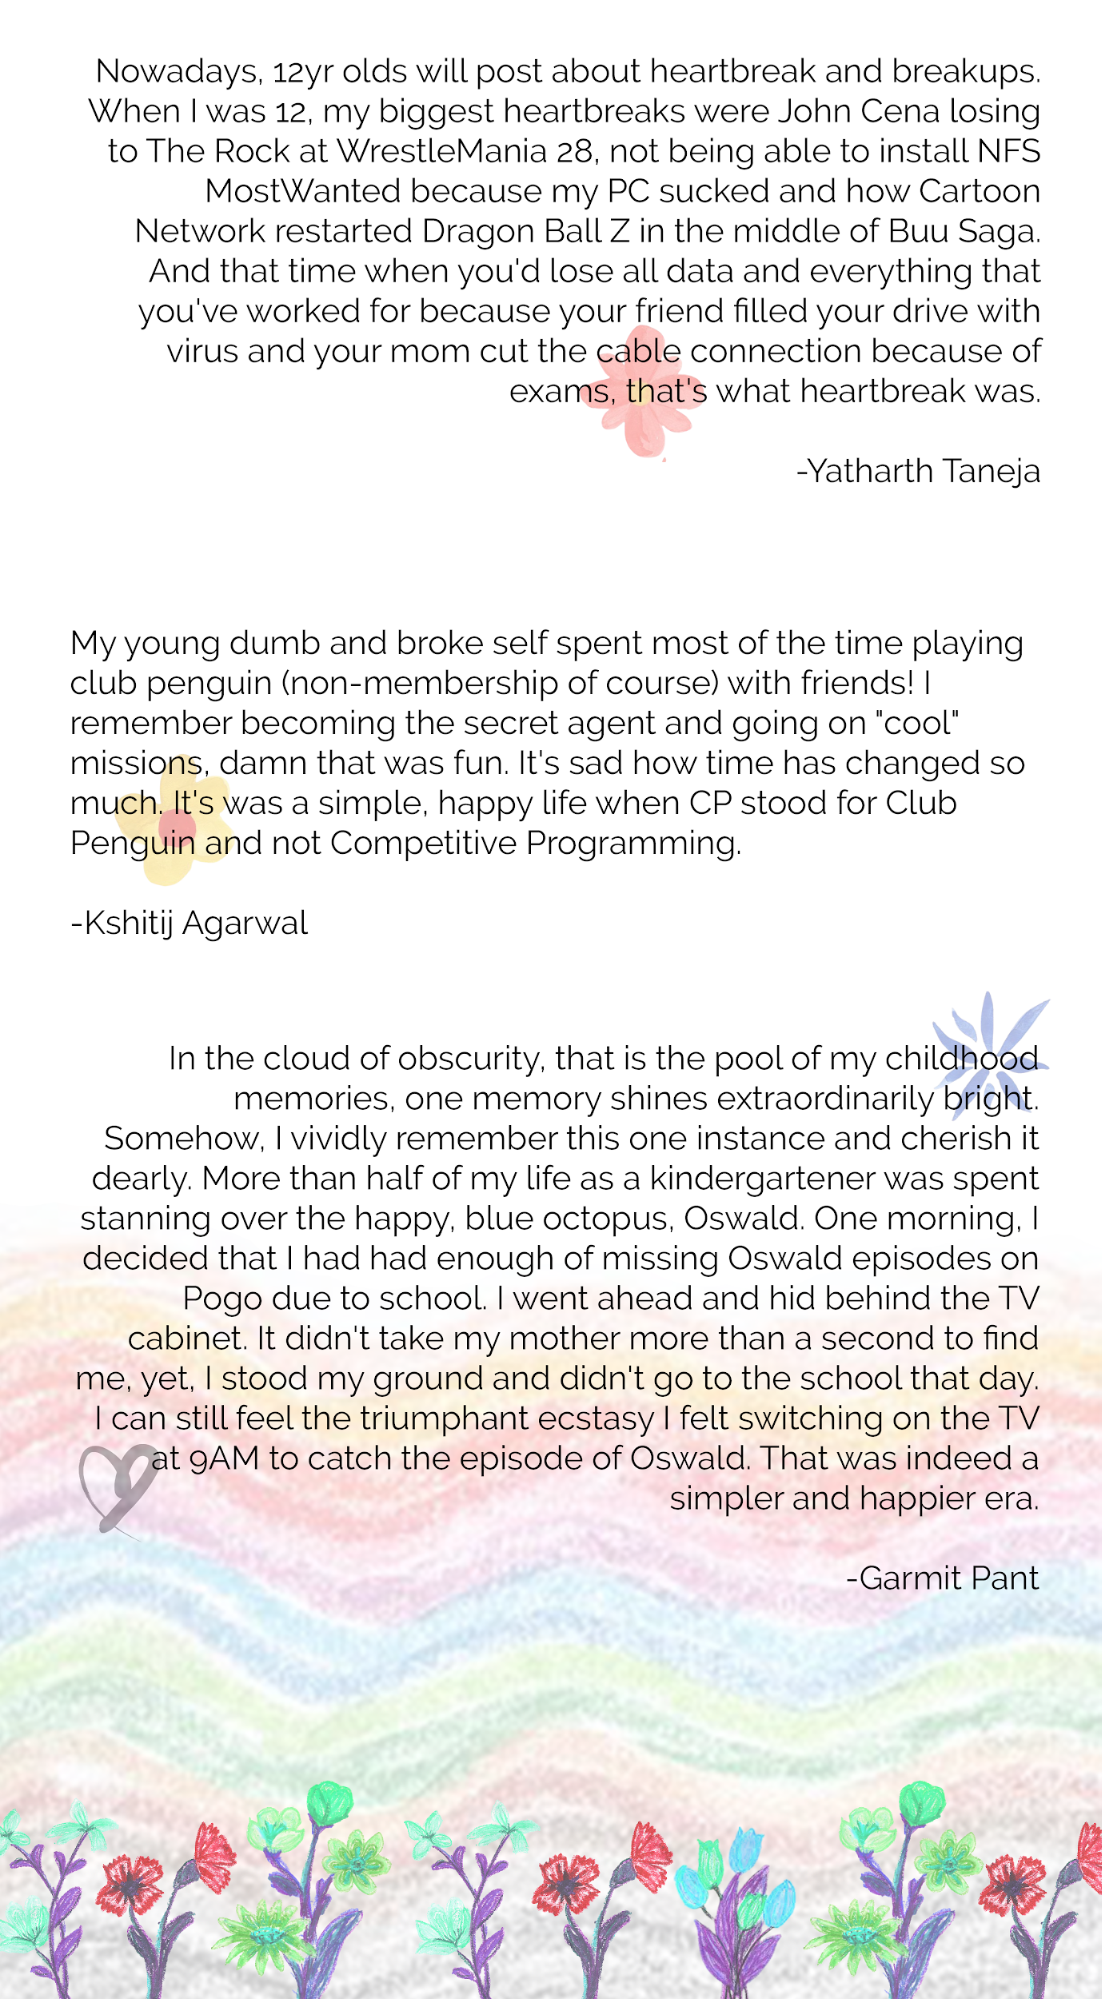 Nowadays, 12yr olds will post about heartbreak and breakups.
When I was 12, my biggest heartbreaks were John Cena losing
to The Rock at WrestleMania 28, not being able to install NFS
MostWanted because my PC sucked and how Cartoon
Network restarted Dragon Ball Z in the middle of Buu Saga.
And that time when you'd lose all data and everything that
you've worked for because your friend filled your drive with
virus and your mom cut the cable connection because of
exams, that's what heartbreak was.
-Yatharth Taneja
My young dumb and broke self spent most of the time playing
club penguin (non-membership of course) with friends! I
remember becoming the secret agent and going on "cool"
missions, damn that was fun. It's sad how time has changed so
much. It's was a simple, happy life when CP stood for Club
Penguin and not Competitive Programming.
-Kshitij Agarwal
In the cloud of obscurity, that is the pool of my childhood
memories, one memory shines extraordinarily bright.
Somehow, I vividly remember this one instance and cherish it
dearly. More than half of my life as a kindergartener was spent
stanning over the happy, blue octopus, Oswald. One morning, I
decided that I had had enough of missing Oswald episodes on
Pogo due to school. I went ahead and hid behind the TV
cabinet. It didn't take my mother more than a second to find
me, yet, I stood my ground and didn't go to the school that day.
I can still feel the triumphant ecstasy I felt switching on the TV
at 9AM to catch the episode of Oswald. That was indeed a
simpler and happier era.
-Garmit Pant